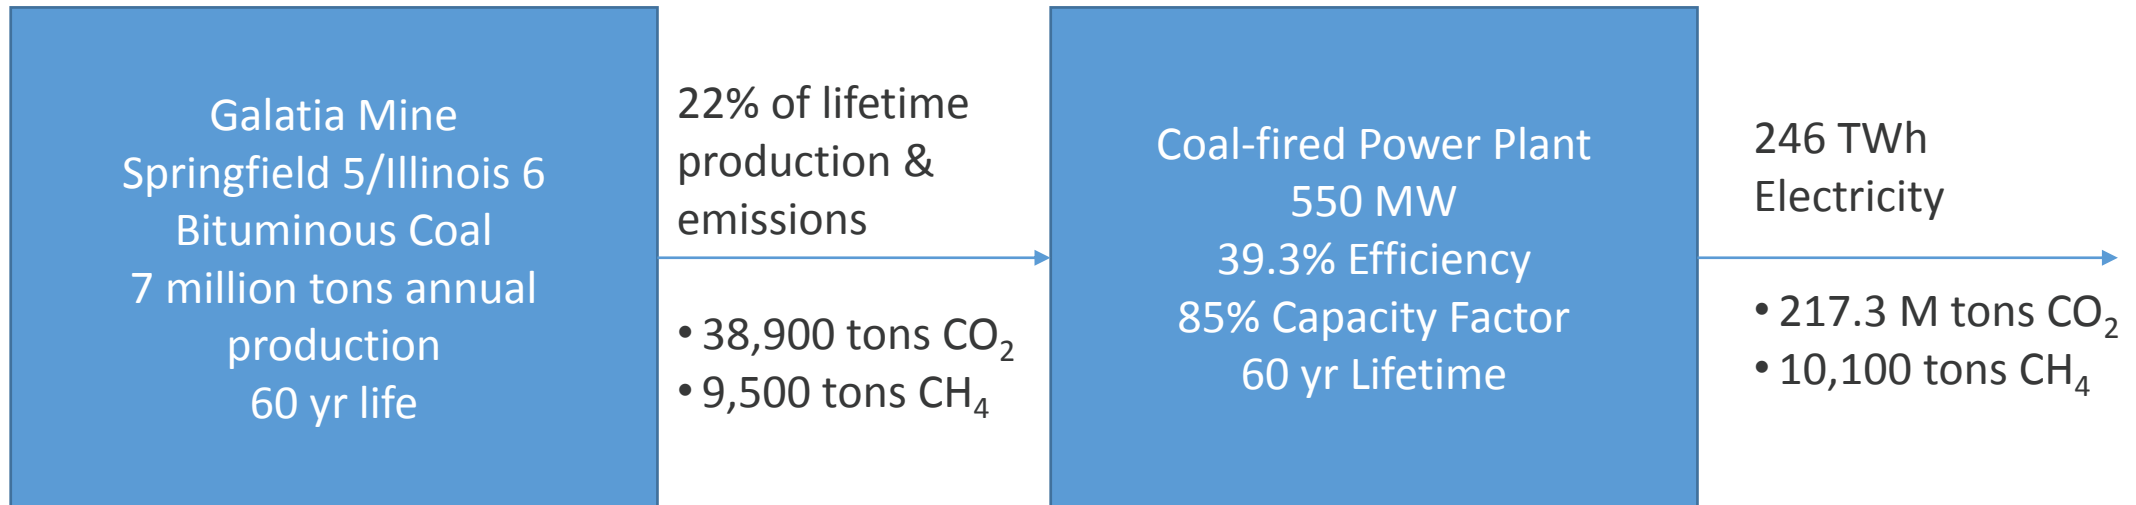 Galatia Mine
Springfield 5/Illinois 6
Bituminous Coal
7 million tons annual
production
60 yr life
22% of lifetime
production &
emissions
• 38,900 tons CO₂
• 9,500 tons CH₄
Coal-fired Power Plant
550 MW
39.3% Efficiency
85% Capacity Factor
60 yr Lifetime
246 TWh
Electricity
• 217.3 M tons CO₂
• 10,100 tons CH₄